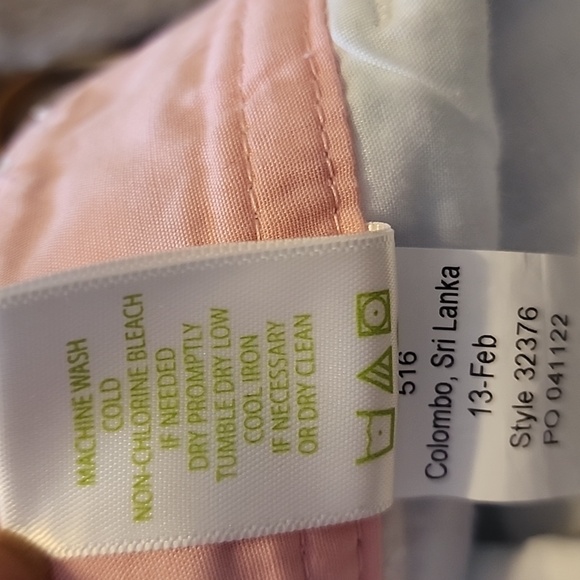 MACHINE WASH
COLD
NON-CHLORINE BLEACH
IF NEEDED
DRY PROMPTLY
TUMBLE DRY LOW
COOL IRON
IF NECESSARY
OR DRY CLEAN
516
Colombo, Sri Lanka
13-Feb
Style 32376
PO 041122